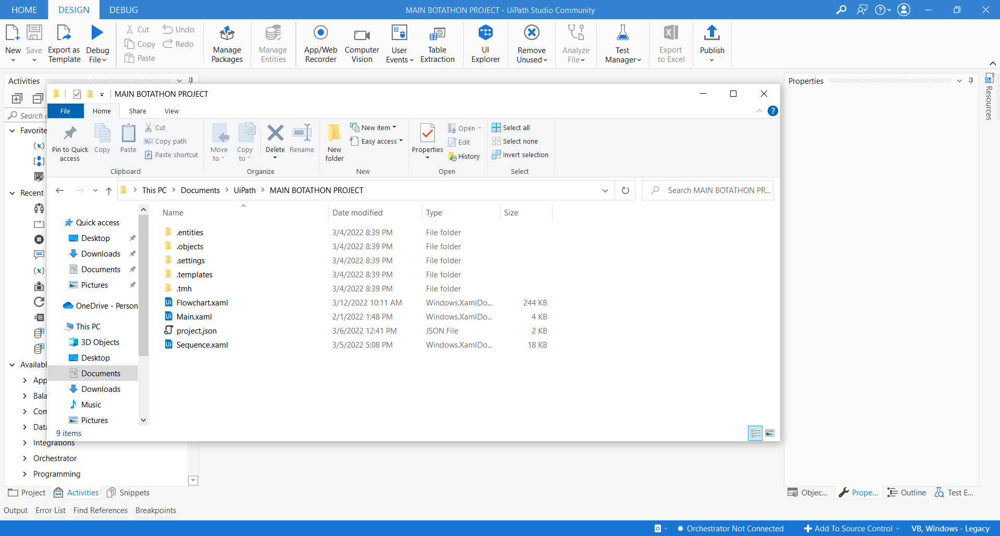 HOME DESIGN DEBUG
MAIN BOTATHON PROJECT - UiPath Studio Community
New
Save
Export as Template
Debug File
Cut
Copy
Paste
Undo
Redo
Manage Packages
Manage Entities
App/Web Recorder
Computer Vision
User Events
Table Extraction
UI Explorer
Remove Unused
Analyze File
Test Manager
Export to Excel
Publish
Activities
Properties
Resources
Search
Favorite
Recent
Availabl
App
Bala
Com
Data
Integrations
Orchestrator
Programming
MAIN BOTATHON PROJECT
File Home Share View
Pin to Quick access
Copy
Paste
Cut
Copy path
Paste shortcut
Clipboard
Move to
Copy to
Delete
Rename
Organize
New folder
New item
Easy access
New
Properties
Open
Edit
History
Open
Select all
Select none
Invert selection
Select
This PC > Documents > UiPath > MAIN BOTATHON PROJECT
Search MAIN BOTATHON PR...
Quick access
Desktop
Downloads
Documents
Pictures
OneDrive - Person
This PC
3D Objects
Desktop
Documents
Downloads
Music
Pictures
Name Date modified Type Size
.entities 3/4/2022 8:39 PM File folder
.objects 3/4/2022 8:39 PM File folder
.settings 3/4/2022 8:39 PM File folder
.templates 3/4/2022 8:39 PM File folder
.tmh 3/4/2022 8:39 PM File folder
Flowchart.xaml 3/12/2022 10:11 AM Windows.XamlDo... 244 KB
Main.xaml 2/1/2022 1:48 PM Windows.XamlDo... 4 KB
project.json 3/6/2022 12:41 PM JSON File 2 KB
Sequence.xaml 3/5/2022 5:08 PM Windows.XamlDo... 18 KB
9 items
Project Activities Snippets
Objec... Prope... Outline Test E...
Output Error List Find References Breakpoints
Orchestrator Not Connected
Add To Source Control
VB, Windows - Legacy